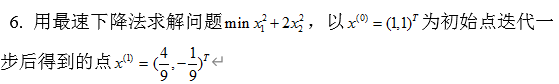 6. 用最速下降法求解问题 min x₁²+2x₂²，以 x⁽⁰⁾=(1,1)ᵀ 为初始点迭代一
步后得到的点 x⁽¹⁾=(4/9,-1/9)ᵀ↵